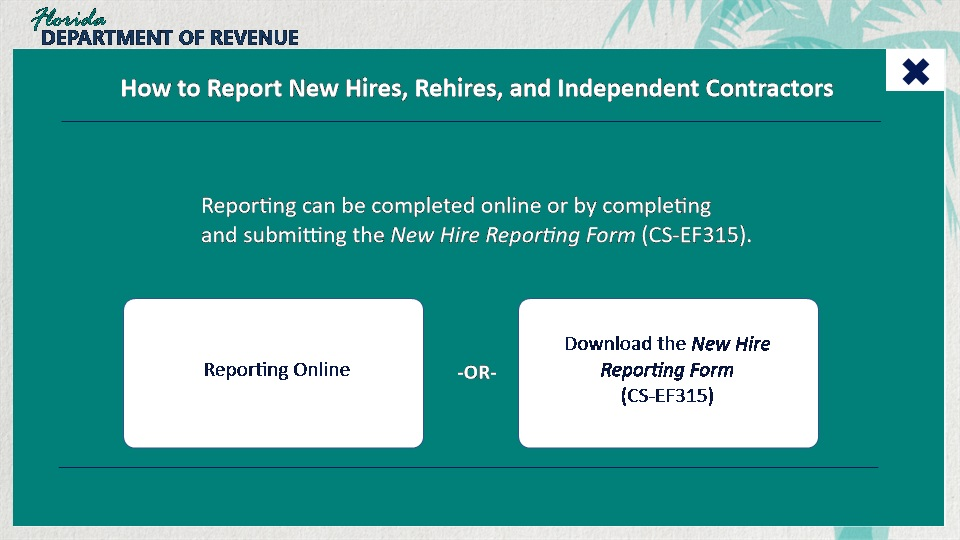 Florida
DEPARTMENT OF REVENUE
How to Report New Hires, Rehires, and Independent Contractors
Reporting can be completed online or by completing
and submitting the New Hire Reporting Form (CS-EF315).
Reporting Online
-OR-
Download the New Hire
Reporting Form
(CS-EF315)